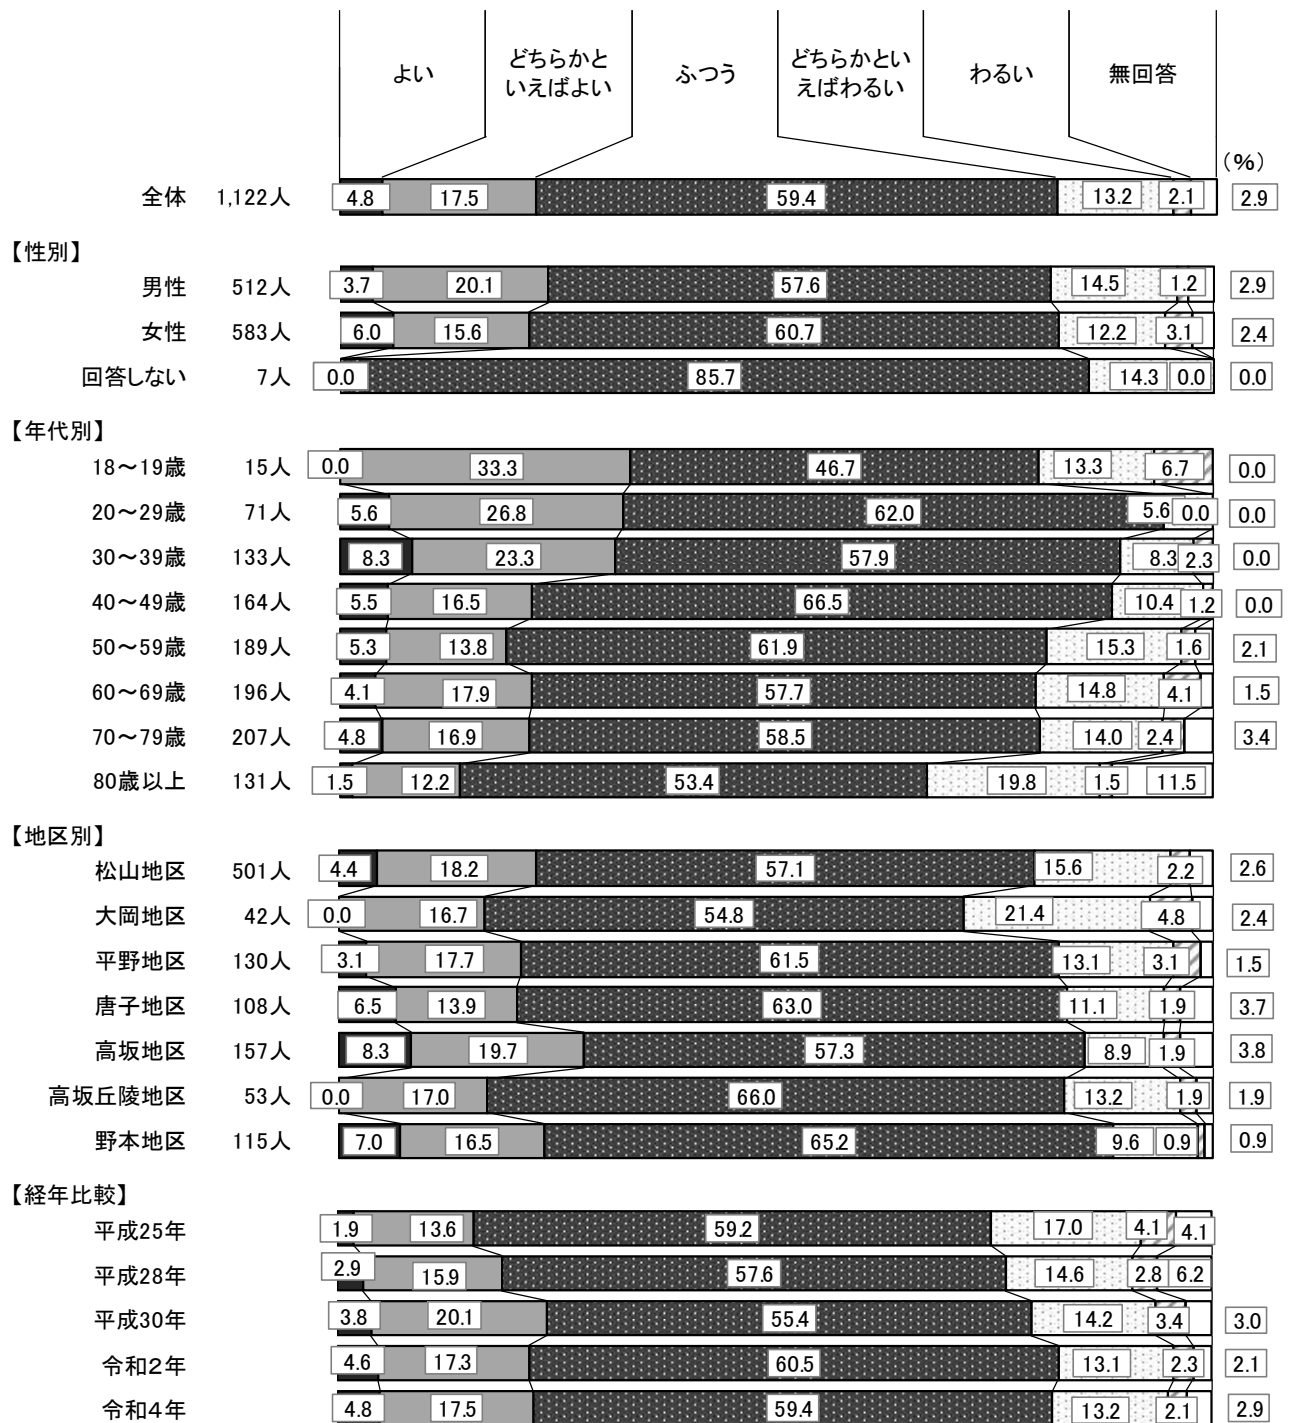 よい
どちらかと
いえばよい
ふつう
どちらかとい
えばわるい
わるい
無回答
(%)
全体 1,122人 4.8 17.5 59.4 13.2 2.1 2.9
【性別】
男性 512人 3.7 20.1 57.6 14.5 1.2 2.9
女性 583人 6.0 15.6 60.7 12.2 3.1 2.4
回答しない 7人 0.0 85.7 14.3 0.0 0.0
【年代別】
18～19歳 15人 0.0 33.3 46.7 13.3 6.7 0.0
20～29歳 71人 5.6 26.8 62.0 5.6 0.0 0.0
30～39歳 133人 8.3 23.3 57.9 8.3 2.3 0.0
40～49歳 164人 5.5 16.5 66.5 10.4 1.2 0.0
50～59歳 189人 5.3 13.8 61.9 15.3 1.6 2.1
60～69歳 196人 4.1 17.9 57.7 14.8 4.1 1.5
70～79歳 207人 4.8 16.9 58.5 14.0 2.4 3.4
80歳以上 131人 1.5 12.2 53.4 19.8 1.5 11.5
【地区別】
松山地区 501人 4.4 18.2 57.1 15.6 2.2 2.6
大岡地区 42人 0.0 16.7 54.8 21.4 4.8 2.4
平野地区 130人 3.1 17.7 61.5 13.1 3.1 1.5
唐子地区 108人 6.5 13.9 63.0 11.1 1.9 3.7
高坂地区 157人 8.3 19.7 57.3 8.9 1.9 3.8
高坂丘陵地区 53人 0.0 17.0 66.0 13.2 1.9 1.9
野本地区 115人 7.0 16.5 65.2 9.6 0.9 0.9
【経年比較】
平成25年 1.9 13.6 59.2 17.0 4.1 4.1
平成28年 2.9 15.9 57.6 14.6 2.8 6.2
平成30年 3.8 20.1 55.4 14.2 3.4 3.0
令和2年 4.6 17.3 60.5 13.1 2.3 2.1
令和4年 4.8 17.5 59.4 13.2 2.1 2.9